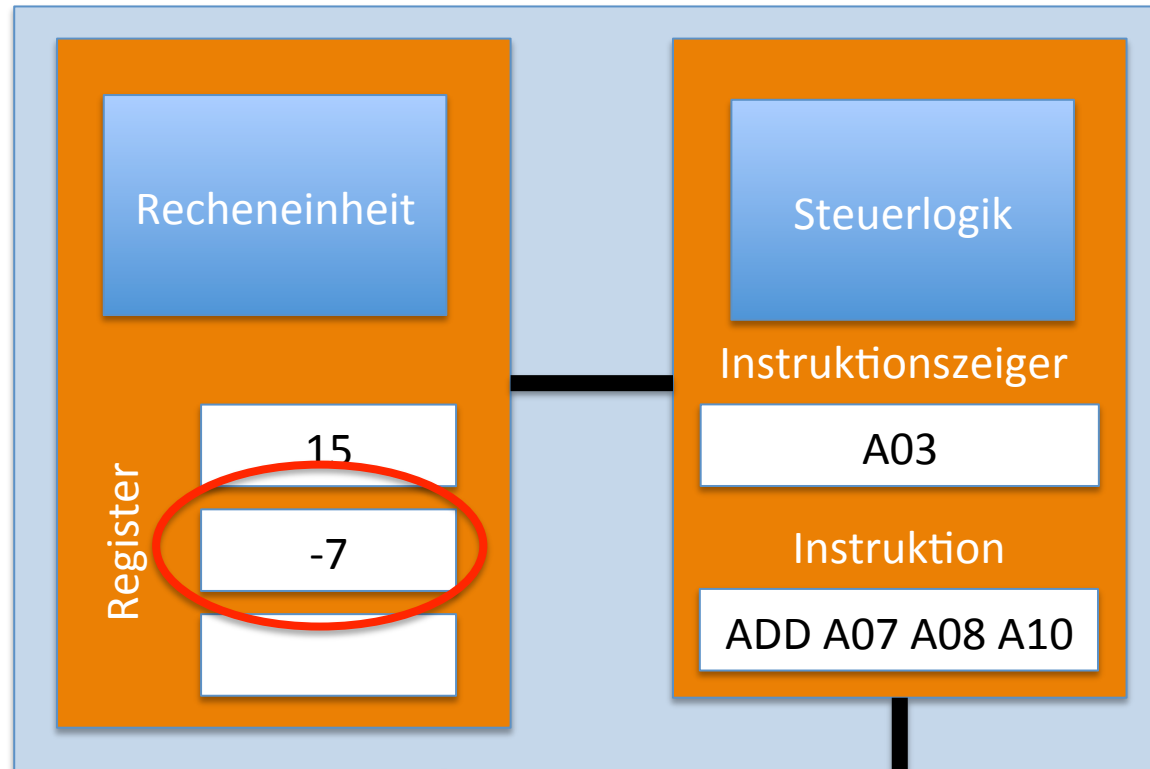 Recheneinheit
Register
15
-7
Steuerlogik
Instruktionszeiger
A03
Instruktion
ADD A07 A08 A10